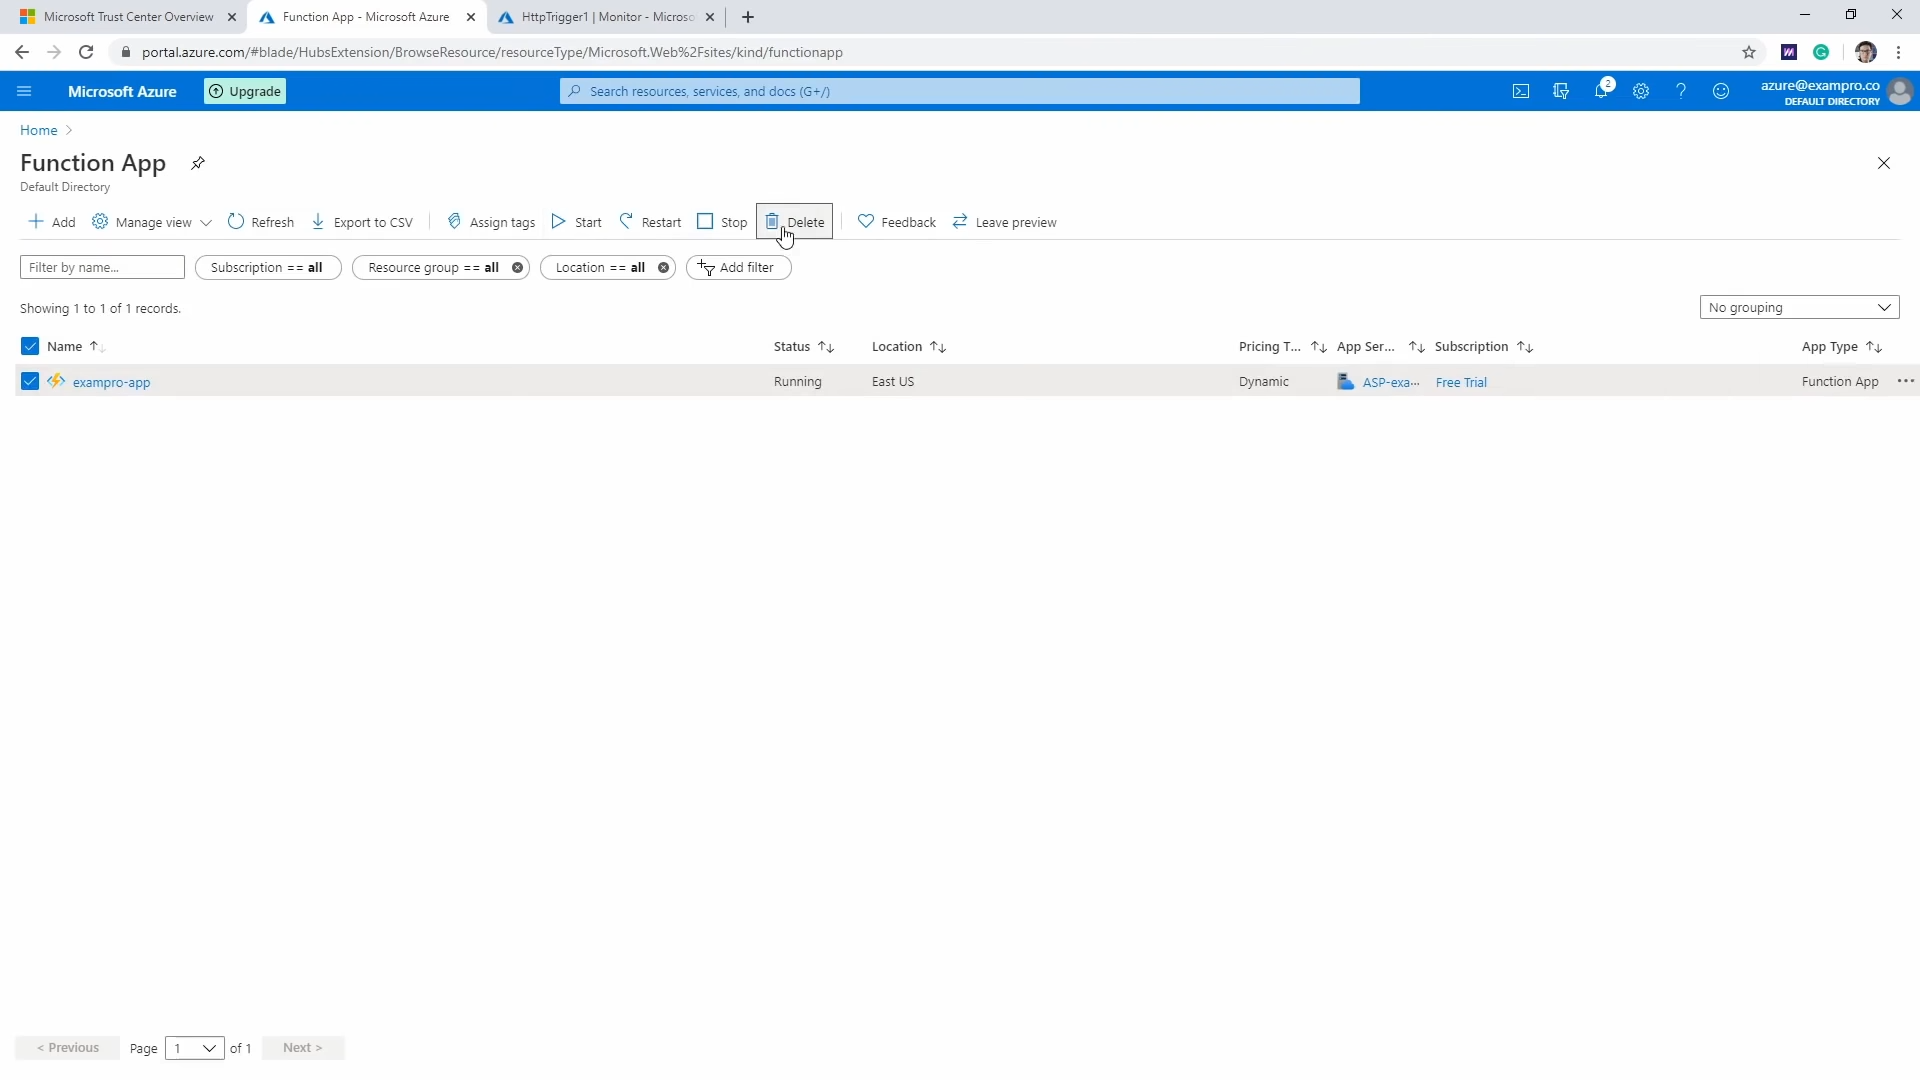 Microsoft Trust Center Overview
Function App - Microsoft Azure
HttpTrigger1 | Monitor - Microso
portal.azure.com/#blade/HubsExtension/BrowseResource/resourceType/Microsoft.Web%2Fsites/kind/functionapp
Microsoft Azure
Upgrade
Search resources, services, and docs (G+/)
2
azure@exampro.co
DEFAULT DIRECTORY
Home
Function App
Default Directory
Add Manage view Refresh Export to CSV Assign tags Start Restart Stop Delete Feedback Leave preview
Filter by name... Subscription == all Resource group == all Location == all Add filter
Showing 1 to 1 of 1 records. No grouping
Name Status Location Pricing T... App Ser... Subscription App Type
exampro-app Running East US Dynamic ASP-exa... Free Trial Function App
< Previous Page 1 of 1 Next >